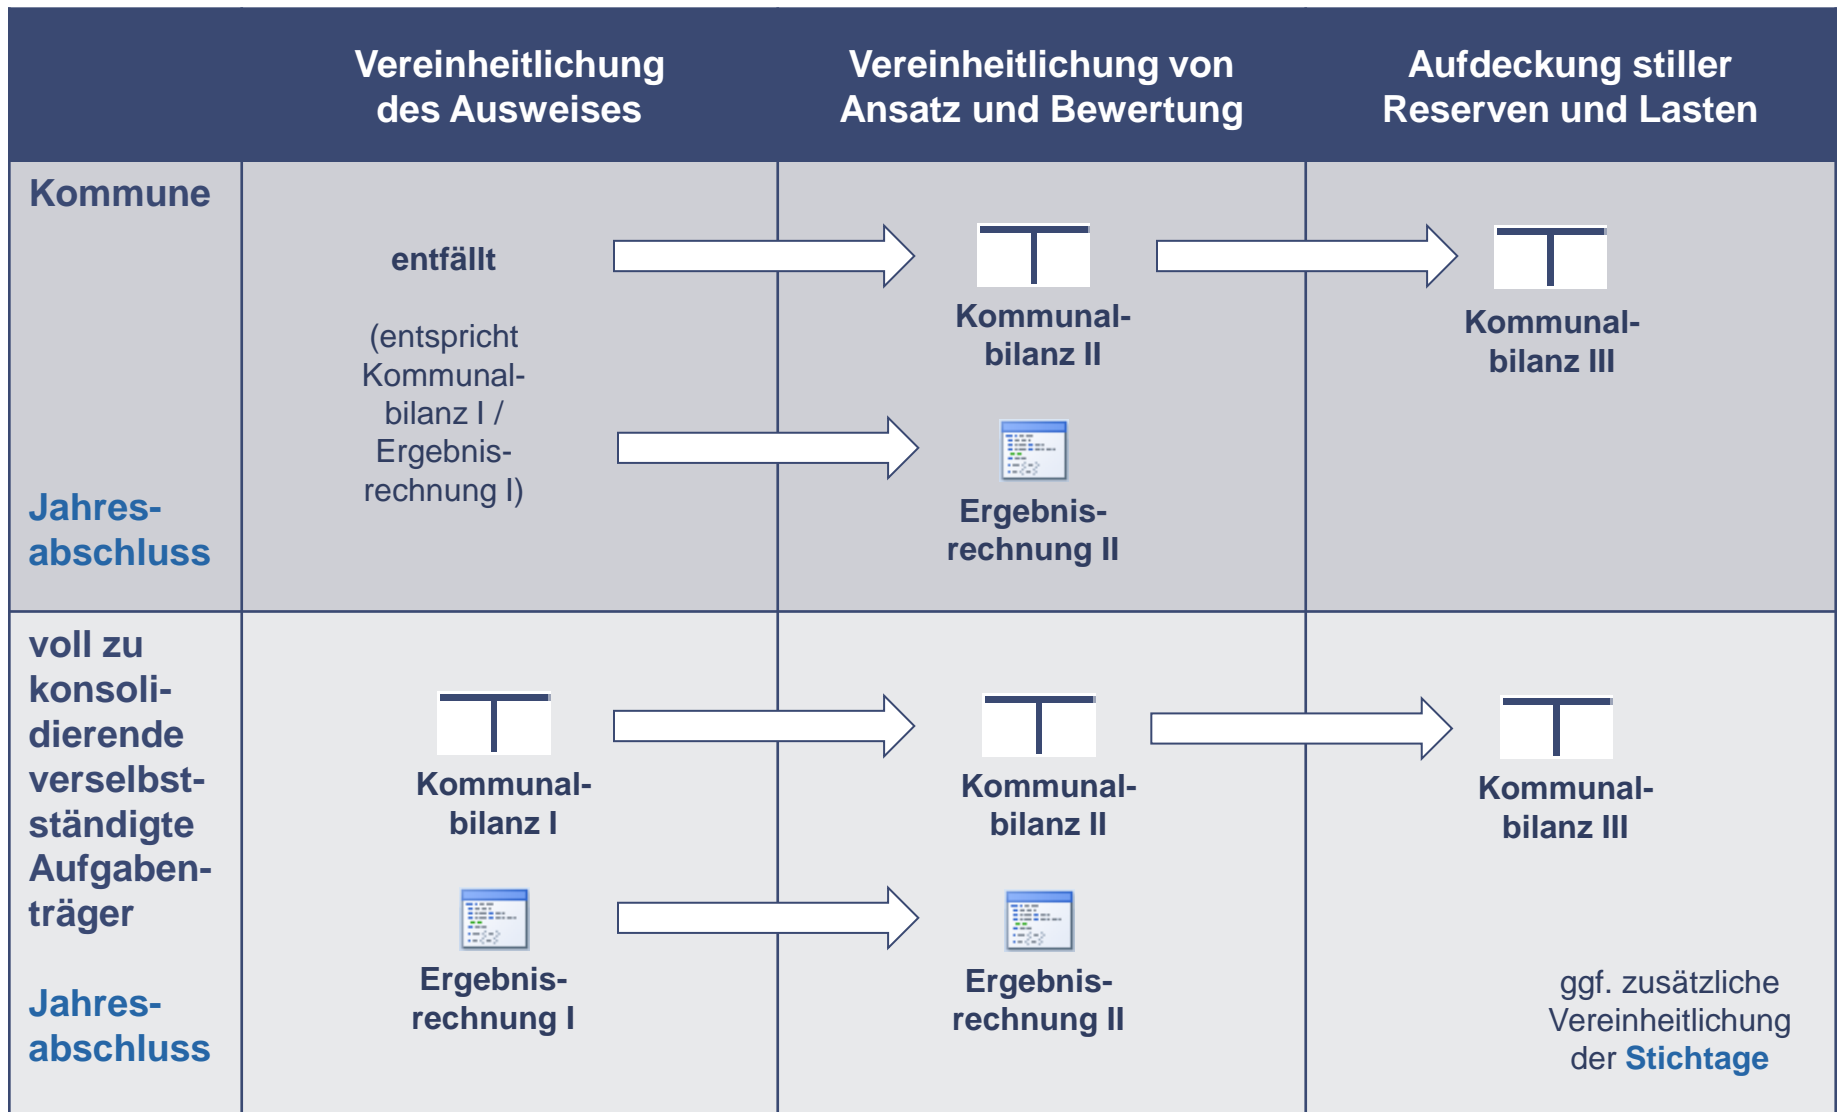 Vereinheitlichung
des Ausweises
Vereinheitlichung von
Ansatz und Bewertung
Aufdeckung stiller
Reserven und Lasten
Kommune
Jahres-
abschluss
entfällt
(entspricht
Kommunal-
bilanz I /
Ergebnis-
rechnung I)
Kommunal-
bilanz II
Ergebnis-
rechnung II
Kommunal-
bilanz III
voll zu
konsoli-
dierende
verselbst-
ständigte
Aufgaben-
träger
Jahres-
abschluss
Kommunal-
bilanz I
Ergebnis-
rechnung I
Kommunal-
bilanz II
Ergebnis-
rechnung II
Kommunal-
bilanz III
ggf. zusätzliche
Vereinheitlichung
der Stichtage